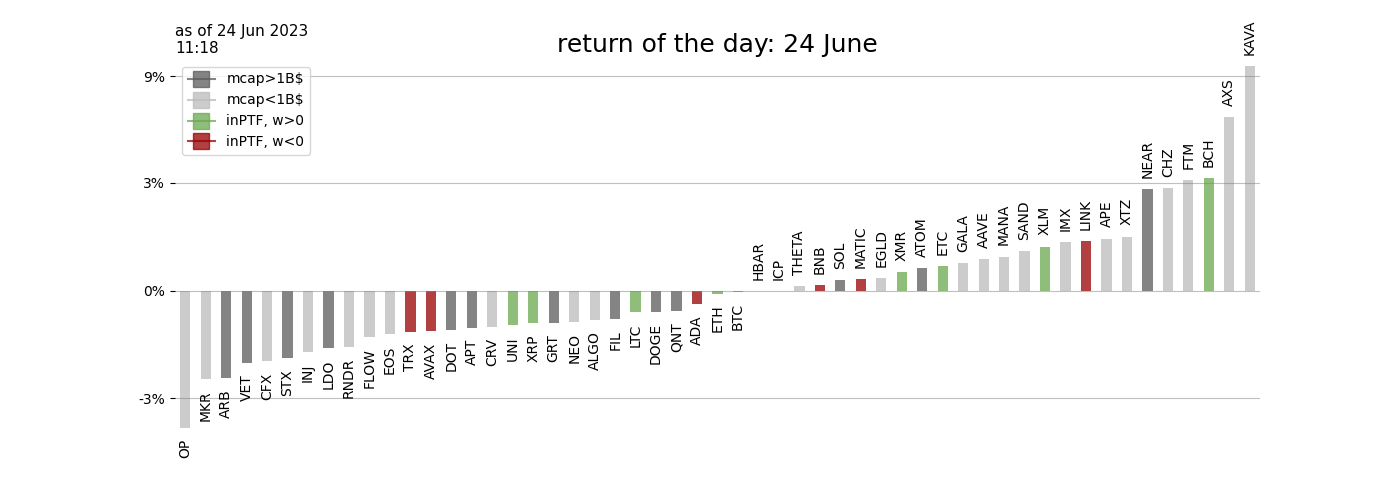 as of 24 Jun 2023
11:18
return of the day: 24 June
mcap>1B$
mcap<1B$
inPTF, w>0
inPTF, w<0
9%
3%
0%
-3%
OP
MKR
ARB
VET
CFX
STX
INJ
LDO
RNDR
FLOW
EOS
TRX
AVAX
DOT
APT
CRV
UNI
XRP
GRT
NEO
ALGO
FIL
LTC
DOGE
QNT
ADA
ETH
BTC
HBAR
ICP
THETA
BNB
SOL
MATIC
EGLD
XMR
ATOM
ETC
GALA
AAVE
MANA
SAND
XLM
IMX
LINK
APE
XTZ
NEAR
CHZ
FTM
BCH
AXS
KAVA